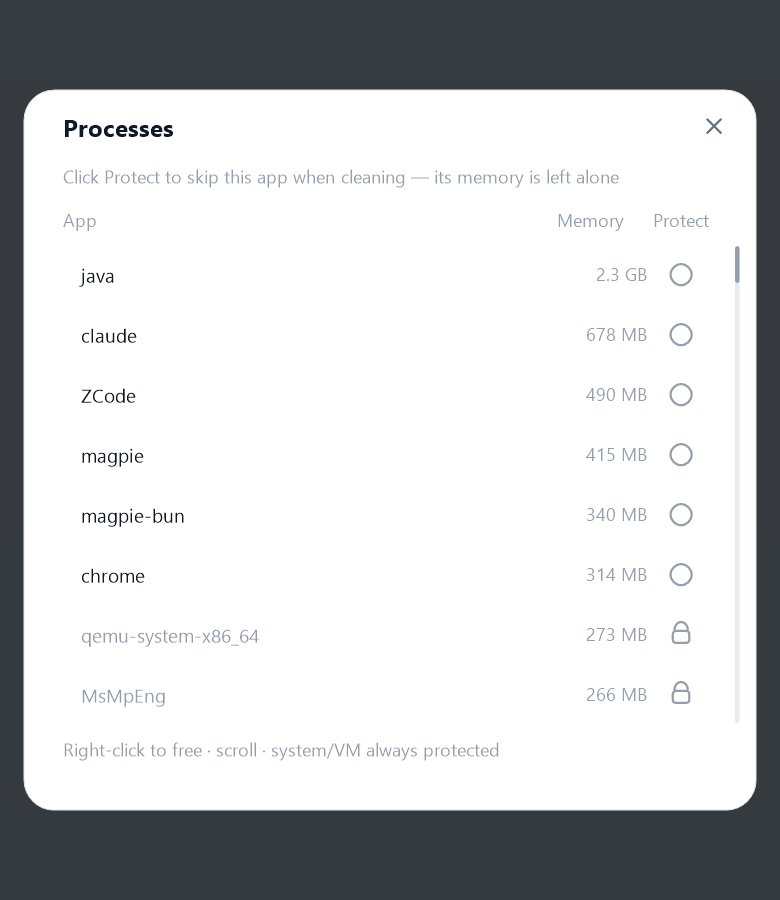 Processes
Click Protect to skip this app when cleaning — its memory is left alone
App Memory Protect
java 2.3 GB
claude 678 MB
ZCode 490 MB
magpie 415 MB
magpie-bun 340 MB
chrome 314 MB
qemu-system-x86_64 273 MB
MsMpEng 266 MB
Right-click to free · scroll · system/VM always protected